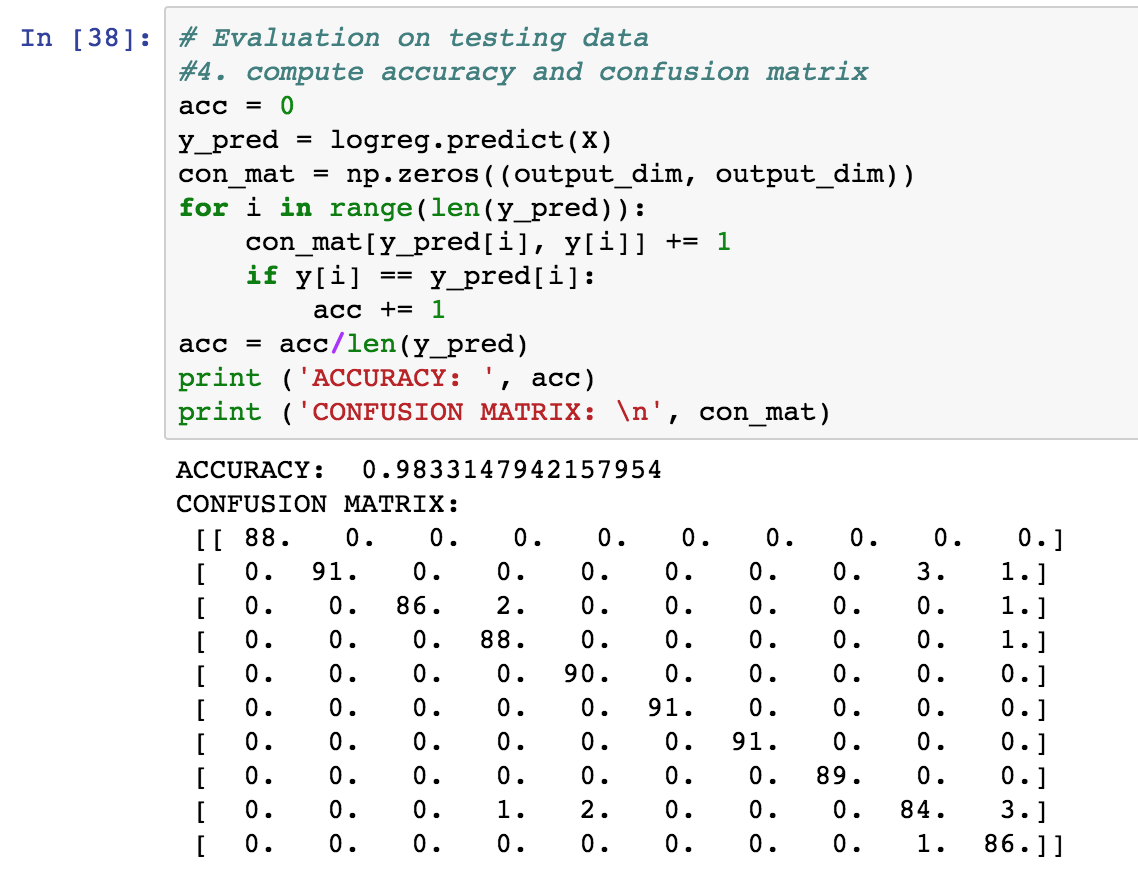 In [38]: # Evaluation on testing data
#4. compute accuracy and confusion matrix
acc = 0
y_pred = logreg.predict(X)
con_mat = np.zeros((output_dim, output_dim))
for i in range(len(y_pred)):
    con_mat[y_pred[i], y[i]] += 1
    if y[i] == y_pred[i]:
        acc += 1
acc = acc/len(y_pred)
print ('ACCURACY: ', acc)
print ('CONFUSION MATRIX: \n', con_mat)
ACCURACY:  0.9833147942157954
CONFUSION MATRIX:
 [[ 88.   0.   0.   0.   0.   0.   0.   0.   0.   0.]
 [  0.  91.   0.   0.   0.   0.   0.   0.   3.   1.]
 [  0.   0.  86.   2.   0.   0.   0.   0.   0.   1.]
 [  0.   0.   0.  88.   0.   0.   0.   0.   0.   1.]
 [  0.   0.   0.   0.  90.   0.   0.   0.   0.   0.]
 [  0.   0.   0.   0.   0.  91.   0.   0.   0.   0.]
 [  0.   0.   0.   0.   0.   0.  91.   0.   0.   0.]
 [  0.   0.   0.   0.   0.   0.   0.  89.   0.   0.]
 [  0.   0.   0.   1.   2.   0.   0.   0.  84.   3.]
 [  0.   0.   0.   0.   0.   0.   0.   0.   1.  86.]]